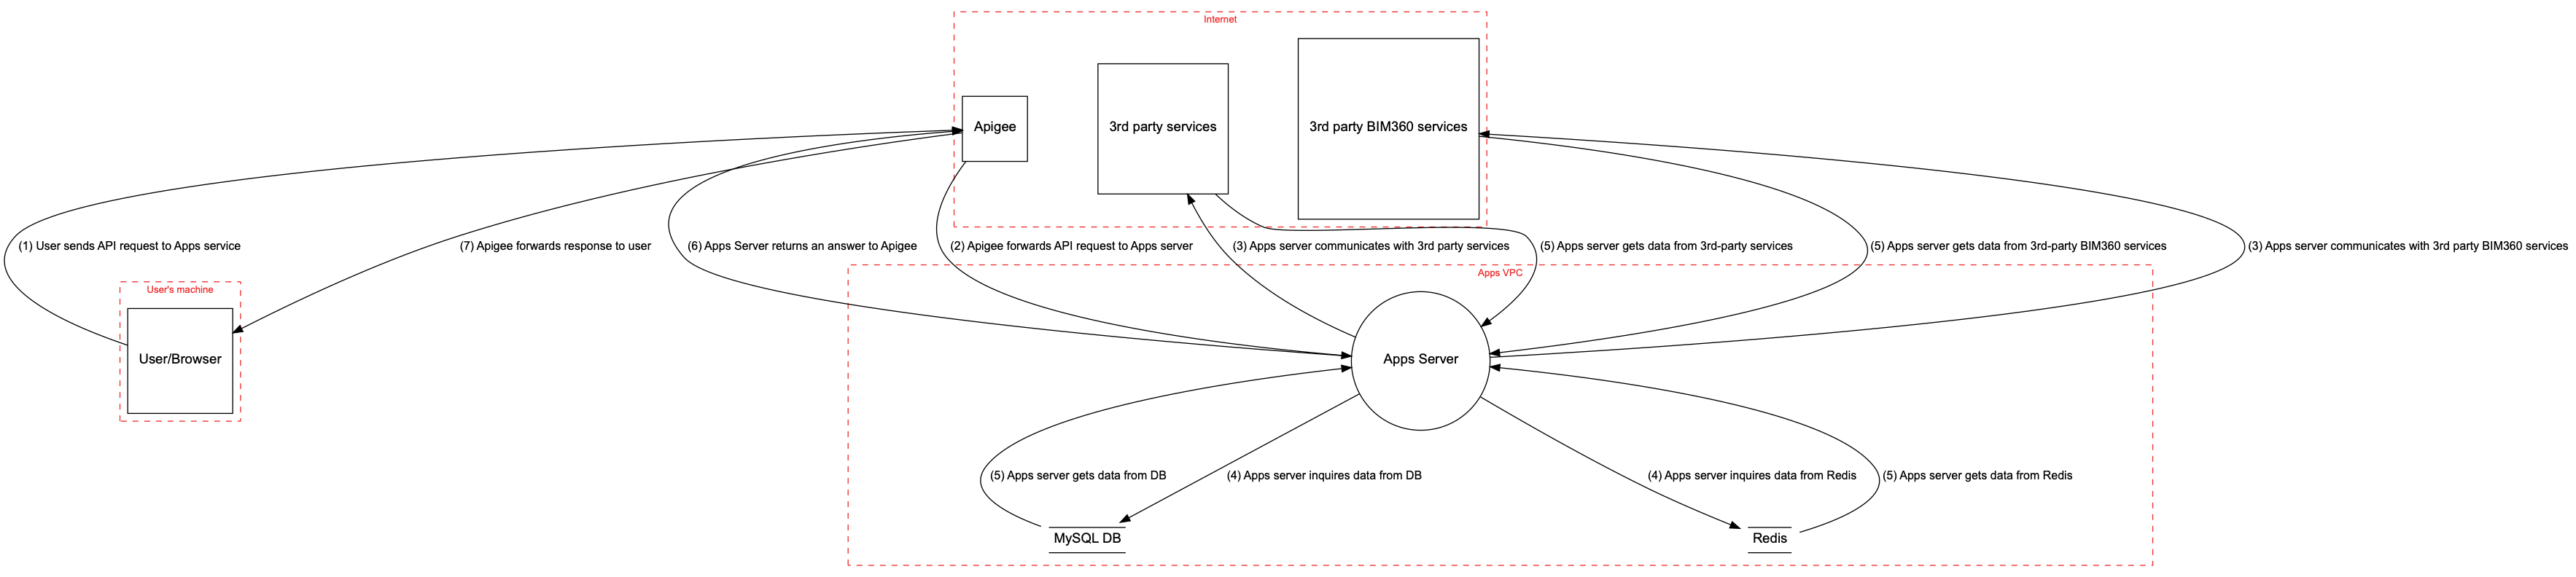 Internet
Apigee
3rd party services
3rd party BIM360 services
(1) User sends API request to Apps service
(7) Apigee forwards response to user
(6) Apps Server returns an answer to Apigee
(2) Apigee forwards API request to Apps server
(3) Apps server communicates with 3rd party services
(5) Apps server gets data from 3rd-party services
(5) Apps server gets data from 3rd-party BIM360 services
(3) Apps server communicates with 3rd party BIM360 services
Apps VPC
User's machine
User/Browser
Apps Server
(5) Apps server gets data from DB
(4) Apps server inquires data from DB
(4) Apps server inquires data from Redis
(5) Apps server gets data from Redis
MySQL DB
Redis